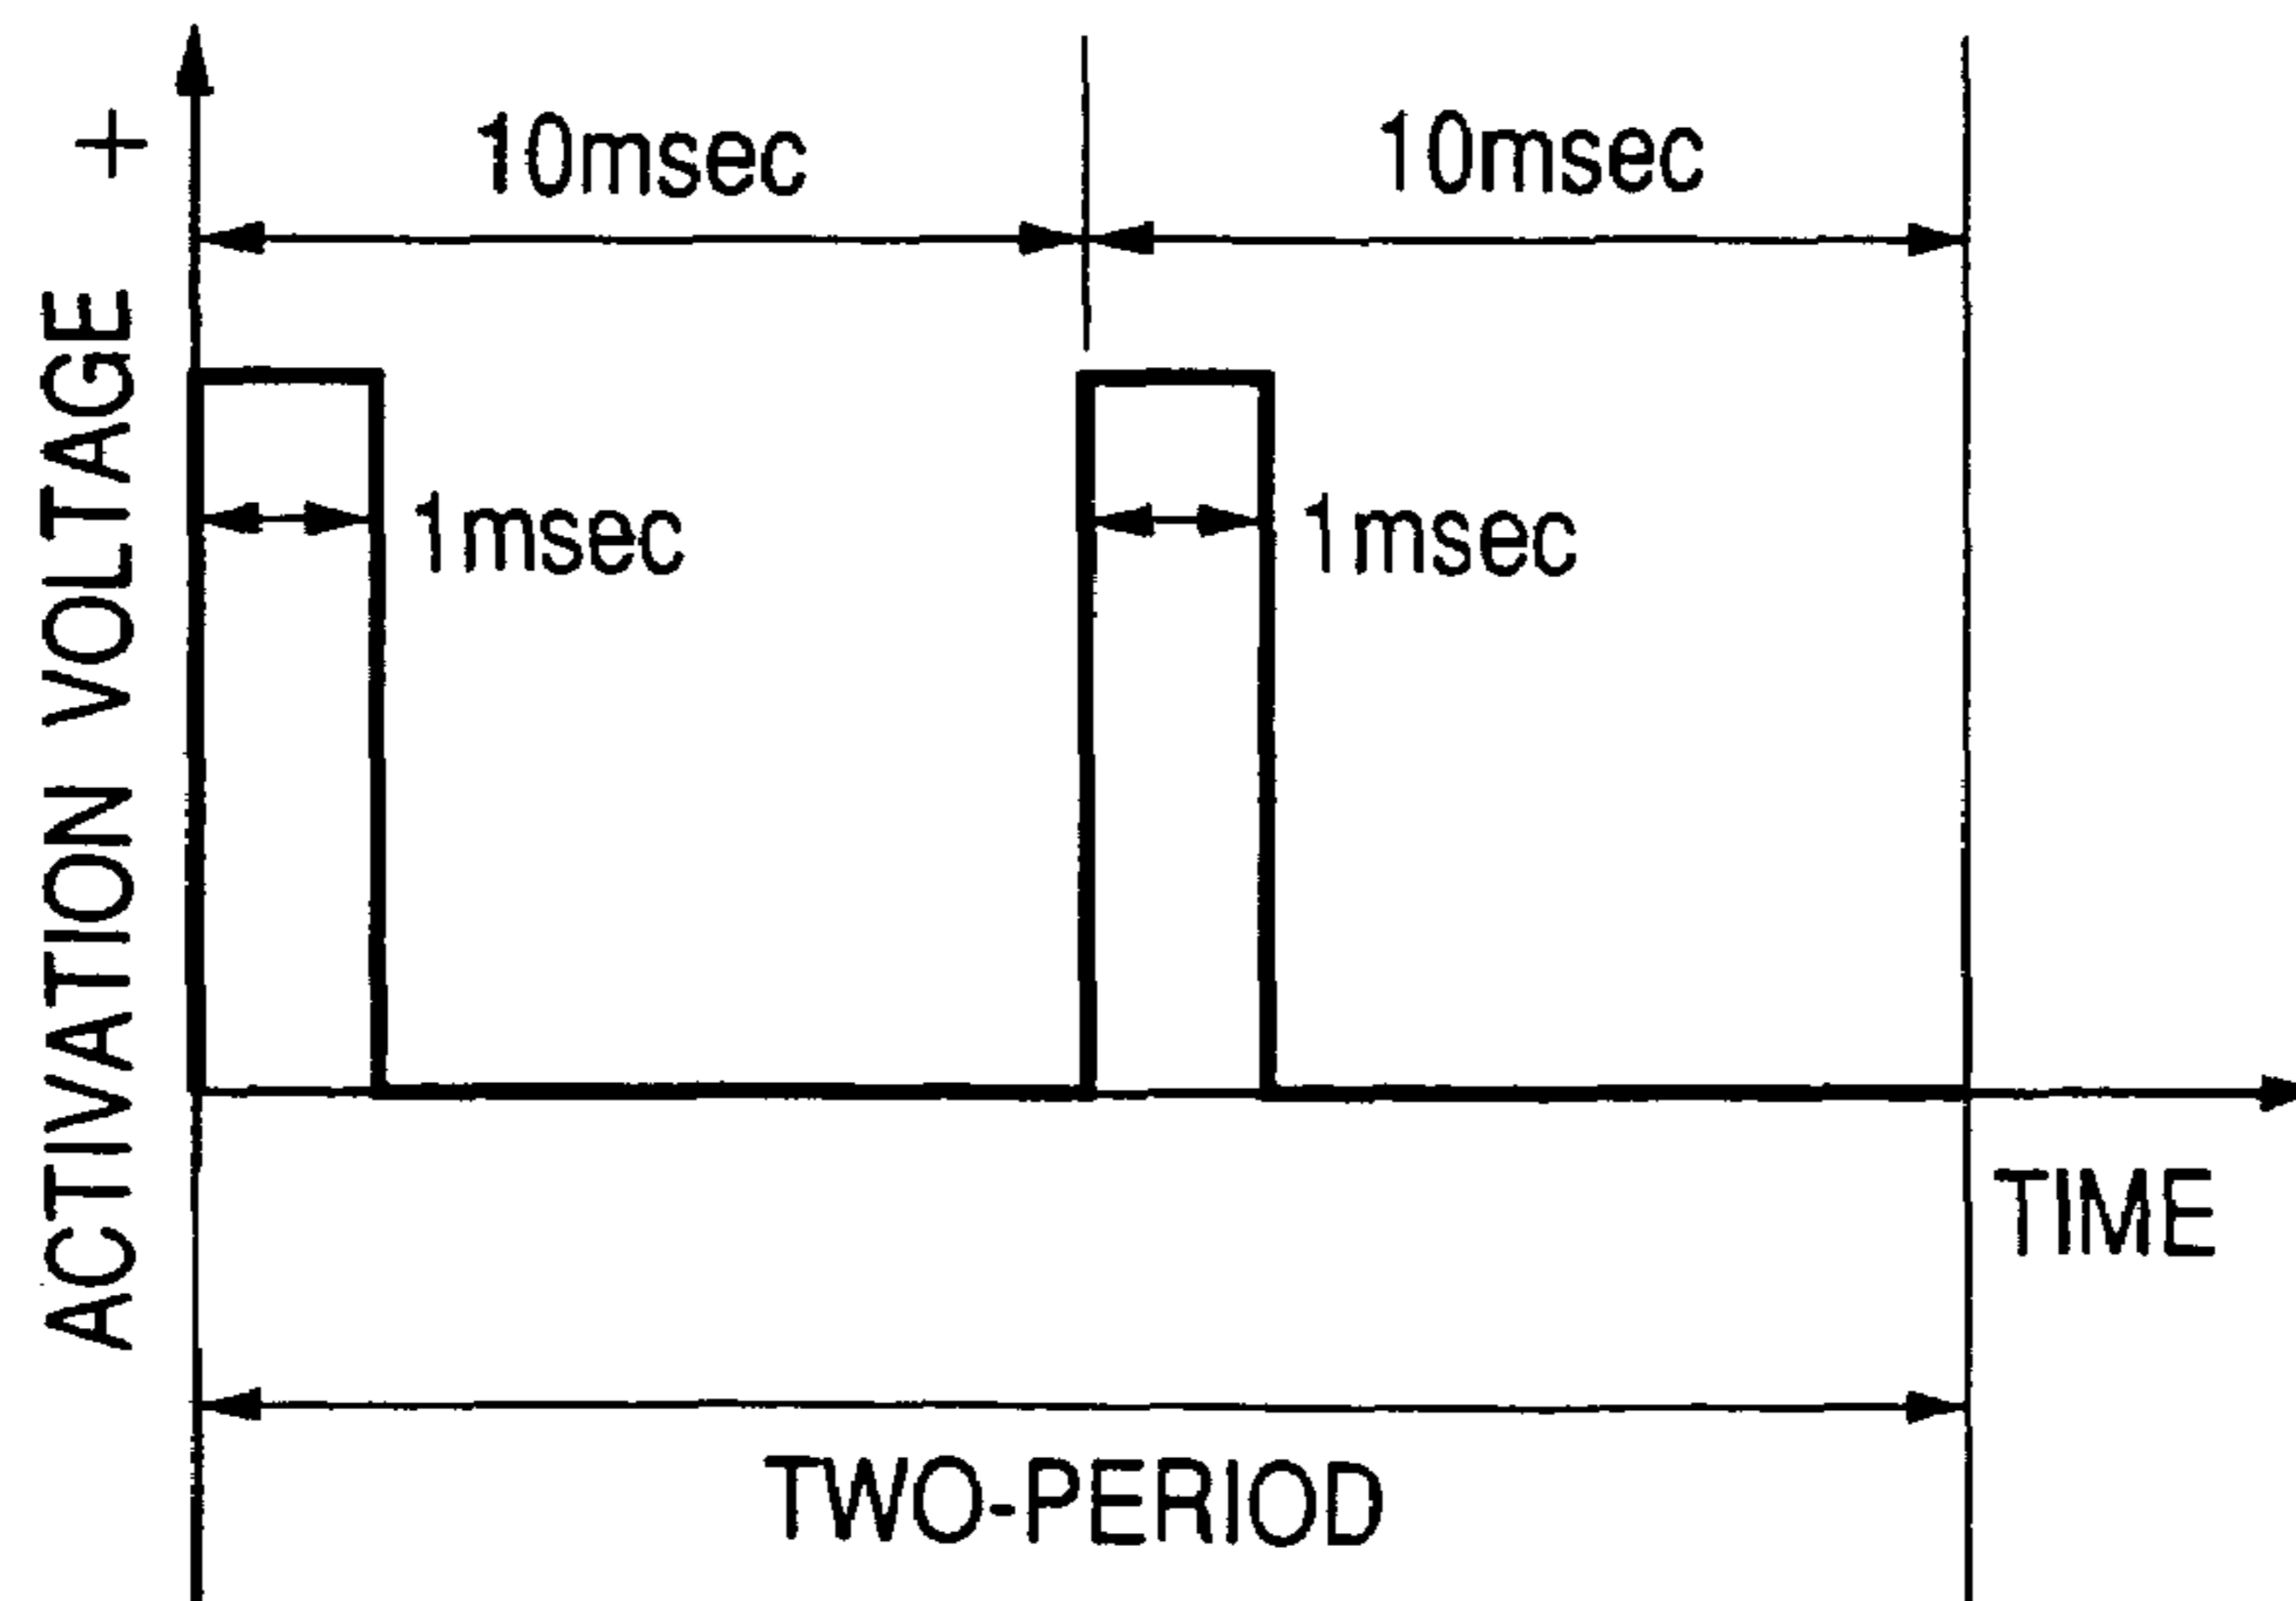 ACTIVATION VOLTAGE +
10msec
10msec
1msec
1msec
TIME
TWO-PERIOD